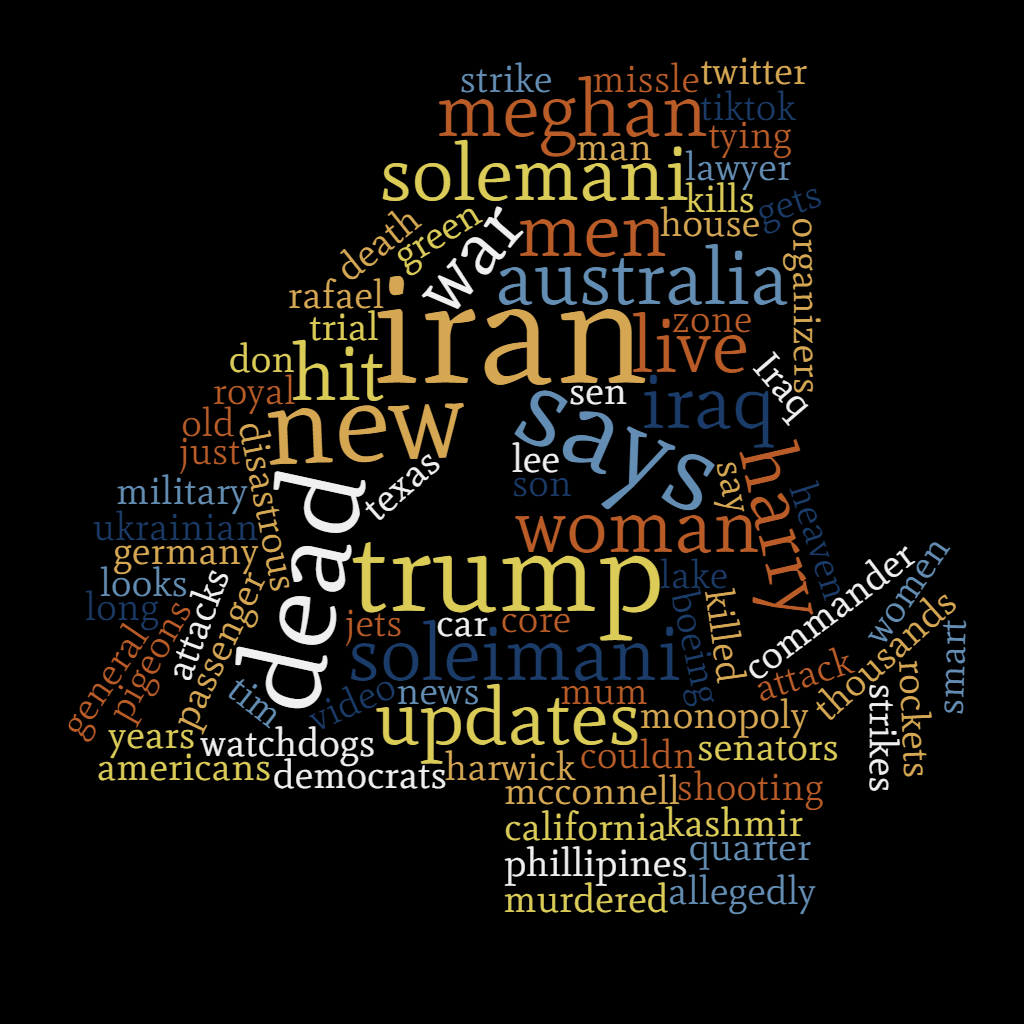 strike
missle
twitter
meghan
tiktok
tying
man
solemani
lawyer
kills
gets
death
green
war
men
house
organizers
australia
rafael
iran
trial
zone
live
don
hit
sen
iraq
Iraq
royal
new
says
old
just
disastrous
texas
lee
son
say
harry
heaven
military
dead
ukrainian
woman
germany
trump
commander
women
looks
attacks
passenger
lake
long
jets
car
core
boeing
killed
thousands
smart
general
pigeons
soleimani
attack
rockets
tim
video
news
mum
strikes
years
watchdogs
updates
monopoly
senators
americans
democrats
harwick
couldn
mcconnell
shooting
california
kashmir
phillipines
quarter
murdered
allegedly